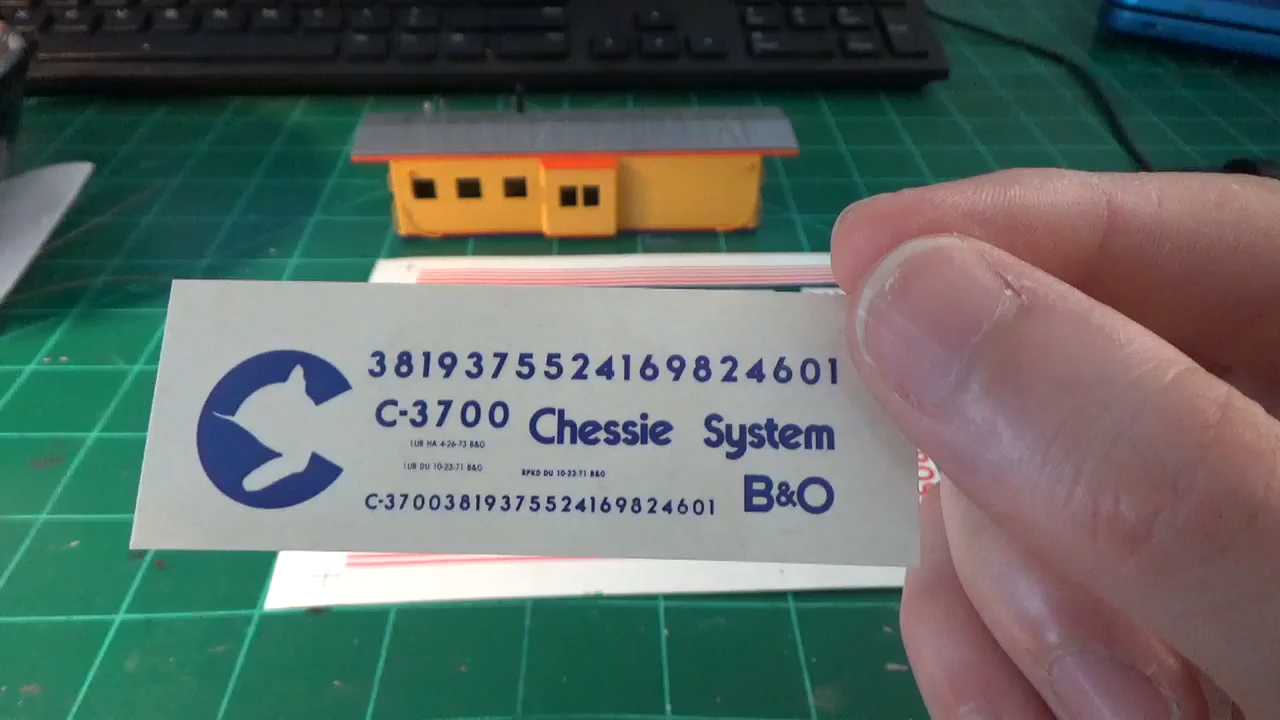 3819375524169824601
C-3700 Chessie System
LUB HA 4-26-73 B&O
LUB DU 10-23-71 B&O RPKD DU 10-23-71 B&O
B&O
C-37003819375524169824601